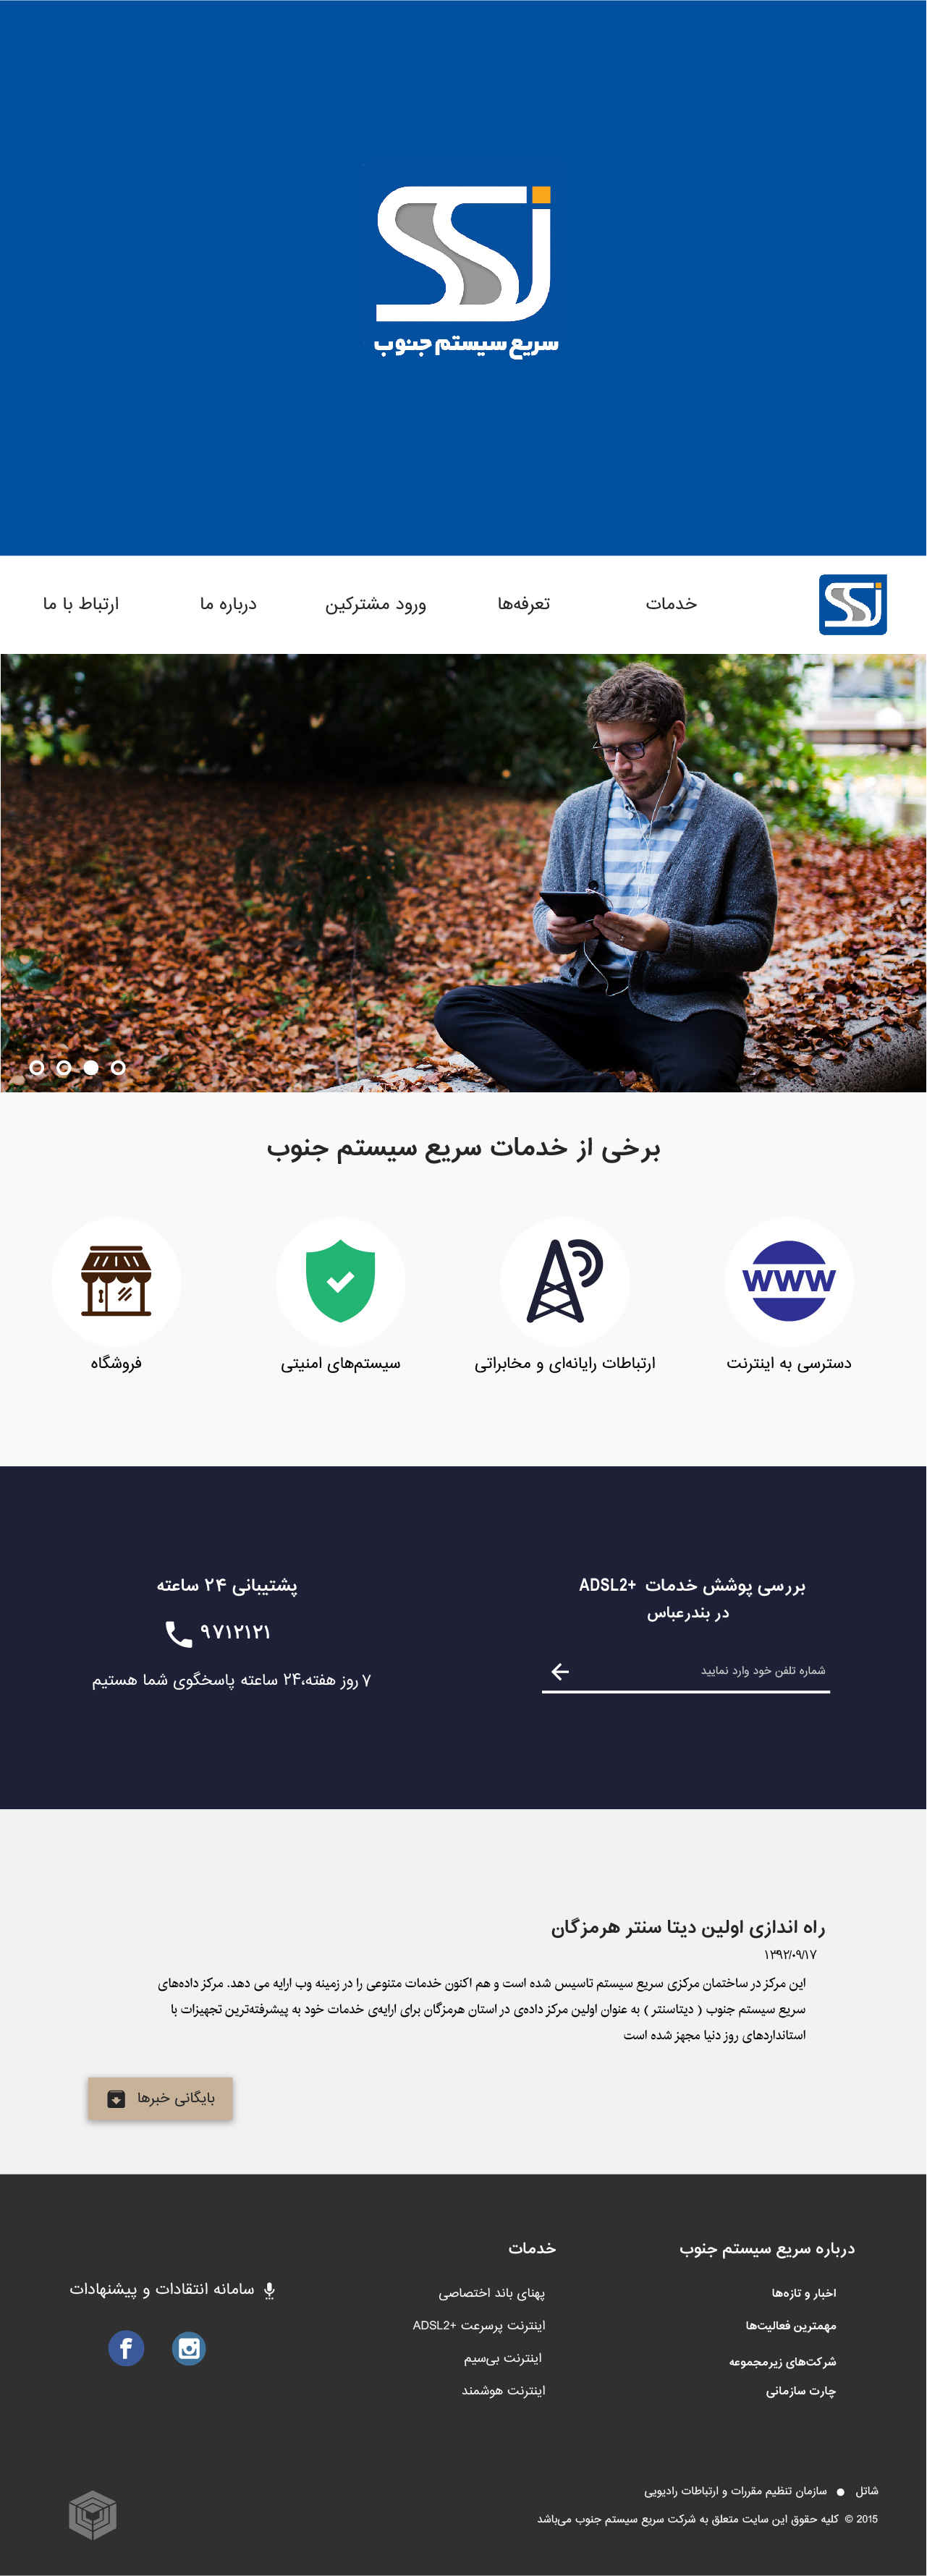 سریع سیستم جنوب
خدمات
تعرفه‌ها
ورود مشترکین
درباره ما
ارتباط با ما
برخی از خدمات سریع سیستم جنوب
WWW
دسترسی به اینترنت
ارتباطات رایانه‌ای و مخابراتی
سیستم‌های امنیتی
فروشگاه
بررسی پوشش خدمات ADSL2+
در بندرعباس
شماره تلفن خود وارد نمایید
پشتیبانی ۲۴ ساعته
۹۷۱۲۱۲۱
۷ روز هفته،۲۴ ساعته پاسخگوی شما هستیم
راه اندازی اولین دیتا سنتر هرمزگان
۱۳۹۲/۰۹/۱۷
این مرکز در ساختمان مرکزی سریع سیستم تاسیس شده است و هم اکنون خدمات متنوعی را در زمینه وب ارایه می دهد. مرکز داده‌های
سریع سیستم جنوب ( دیتاسنتر ) به عنوان اولین مرکز داده‌ی در استان هرمزگان برای ارایه‌ی خدمات خود به پیشرفته‌ترین تجهیزات با
استانداردهای روز دنیا مجهز شده است
بایگانی خبرها
درباره سریع سیستم جنوب
اخبار و تازه‌ها
مهمترین فعالیت‌ها
شرکت‌های زیرمجموعه
چارت سازمانی
خدمات
پهنای باند اختصاصی
اینترنت پرسرعت ADSL2+
اینترنت بی‌سیم
اینترنت هوشمند
سامانه انتقادات و پیشنهادات
شاتل ● سازمان تنظیم مقررات و ارتباطات رادیویی
2015 © کلیه حقوق این سایت متعلق به شرکت سریع سیستم جنوب می‌باشد